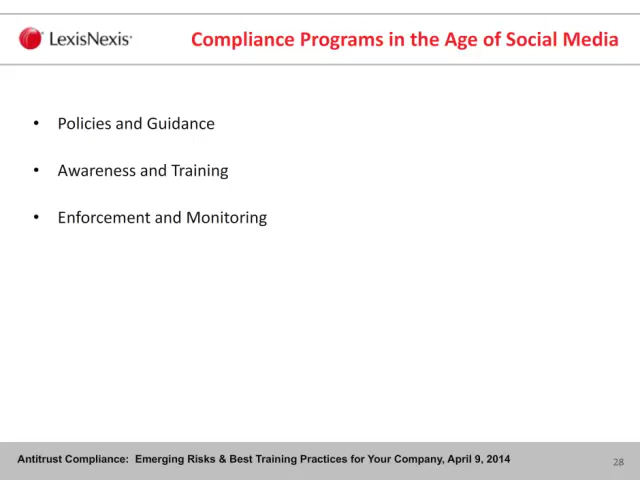 LexisNexis®
Compliance Programs in the Age of Social Media
• Policies and Guidance
• Awareness and Training
• Enforcement and Monitoring
Antitrust Compliance: Emerging Risks & Best Training Practices for Your Company, April 9, 2014
28